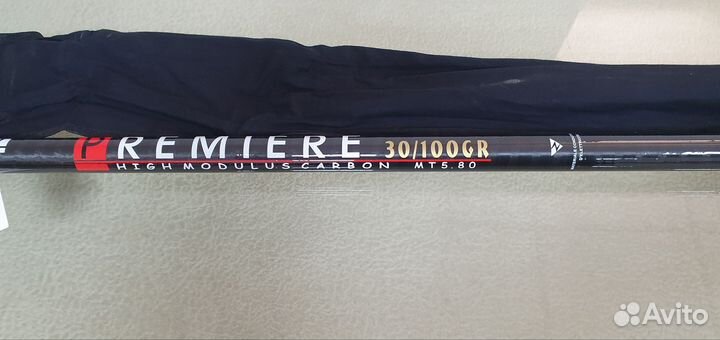 PREMIERE 30/100GR
HIGH MODULUS CARBON MT5.80
Avito